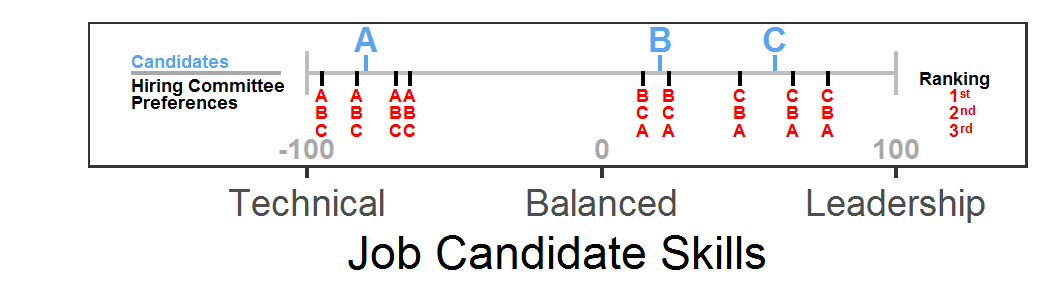 A B C
Candidates
Hiring Committee
Preferences
Ranking
A A A A B B C C C 1st
B B B B C C B B B 2nd
C C C C A A A A A 3rd
-100 0 100
Technical Balanced Leadership
Job Candidate Skills